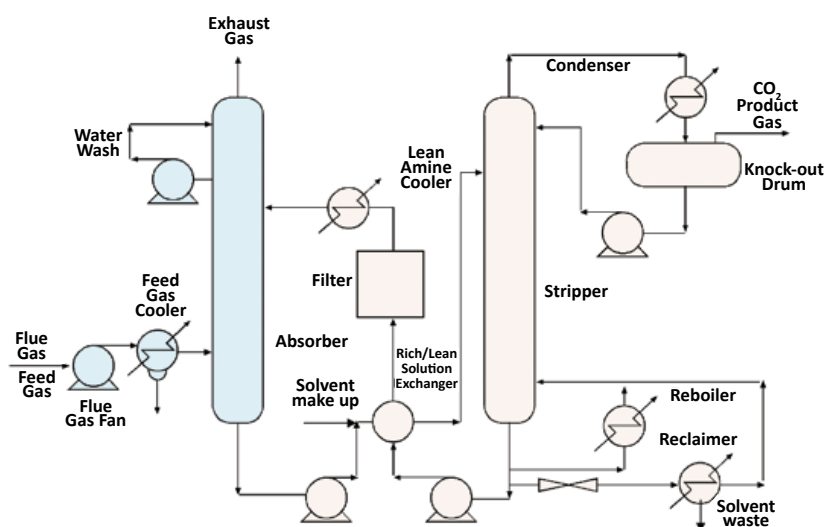 Exhaust
Gas
Condenser
CO₂
Product
Gas
Water
Wash
Lean
Amine
Cooler
Knock-out
Drum
Feed
Gas
Cooler
Filter
Stripper
Flue
Gas
Feed
Gas
Absorber
Rich/Lean
Solution
Exchanger
Flue
Gas Fan
Solvent
make up
Reboiler
Reclaimer
Solvent
waste